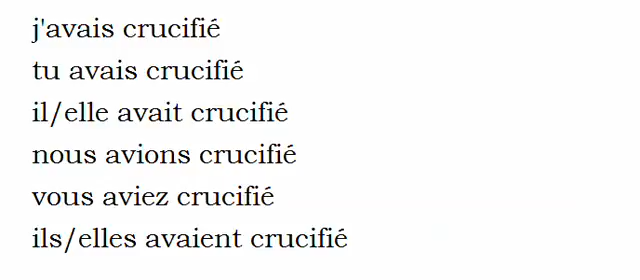 j'avais crucifié
tu avais crucifié
il/elle avait crucifié
nous avions crucifié
vous aviez crucifié
ils/elles avaient crucifié